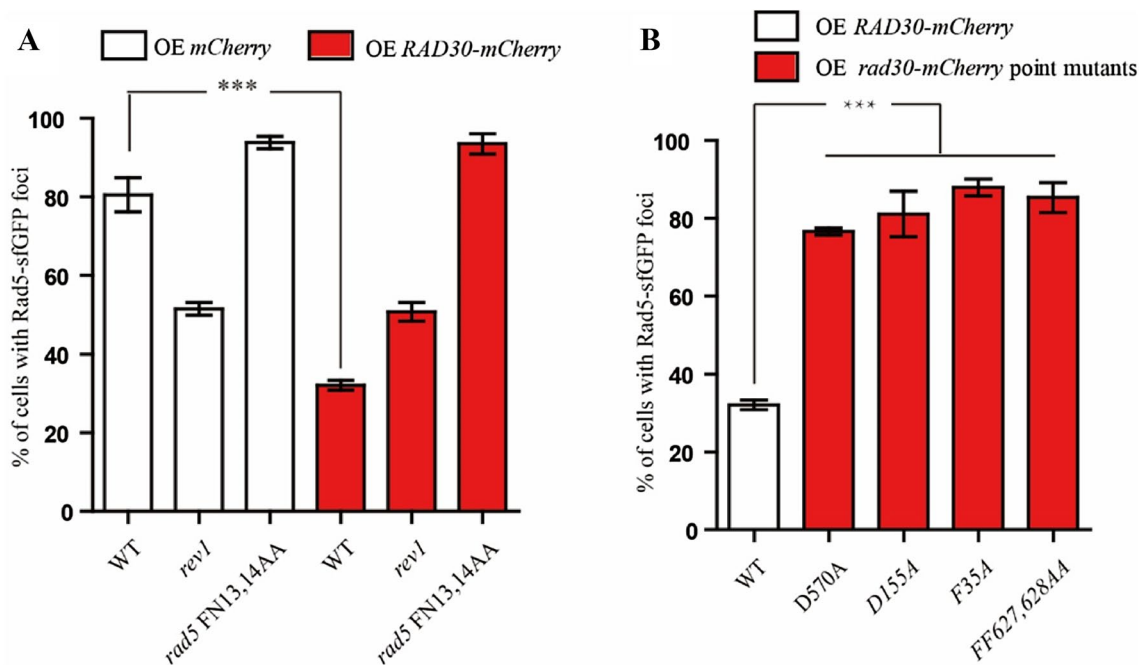 A
OE mCherry
OE RAD30-mCherry
***
% of cells with Rad5-sfGFP foci
100
80
60
40
20
0
WT
rev1
rad5 FN13,14AA
WT
rev1
rad5 FN13,14AA
B
OE RAD30-mCherry
OE rad30-mCherry point mutants
***
% of cells with Rad5-sfGFP foci
100
80
60
40
20
0
WT
D570A
D155A
F35A
FF627,628AA